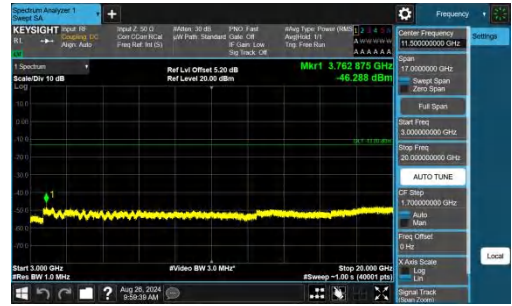 Spectrum Analyzer 1
Swept SA
Frequency
KEYSIGHT
Input: RF
Coupling: DC
Align: Auto
Input Z: 50 Ω
Corr CCorr RCal
Freq Ref: Int (S)
#Atten: 30 dB
µW Path: Standard
PNO: Fast
Gate: Off
IF Gain: Low
Sig Track: Off
#Avg Type: Power (RMS)
Avg|Hold: 1/1
Trig: Free Run
1 2 3 4 5 6
A W W W W W
A A A A A A
1 Spectrum
Scale/Div 10 dB
Log
Ref Lvl Offset 5.20 dB
Ref Level 20.00 dBm
Mkr1 3.762 875 GHz
-46.288 dBm
10.0
0.00
-10.0
-20.0
-30.0
-40.0
-50.0
-60.0
-70.0
1
Start 3.000 GHz
#Res BW 1.0 MHz
#Video BW 3.0 MHz*
Stop 20.000 GHz
#Sweep ~1.00 s (40001 pts)
Aug 26, 2024
9:59:39 AM
Center Frequency
11.500000000 GHz
Settings
Span
17.0000000 GHz
Swept Span
Zero Span
Full Span
Start Freq
3.000000000 GHz
Stop Freq
20.000000000 GHz
AUTO TUNE
CF Step
1.700000000 GHz
Auto
Man
Freq Offset
0 Hz
X Axis Scale
Log
Lin
Signal Track
(Span Zoom)
Local